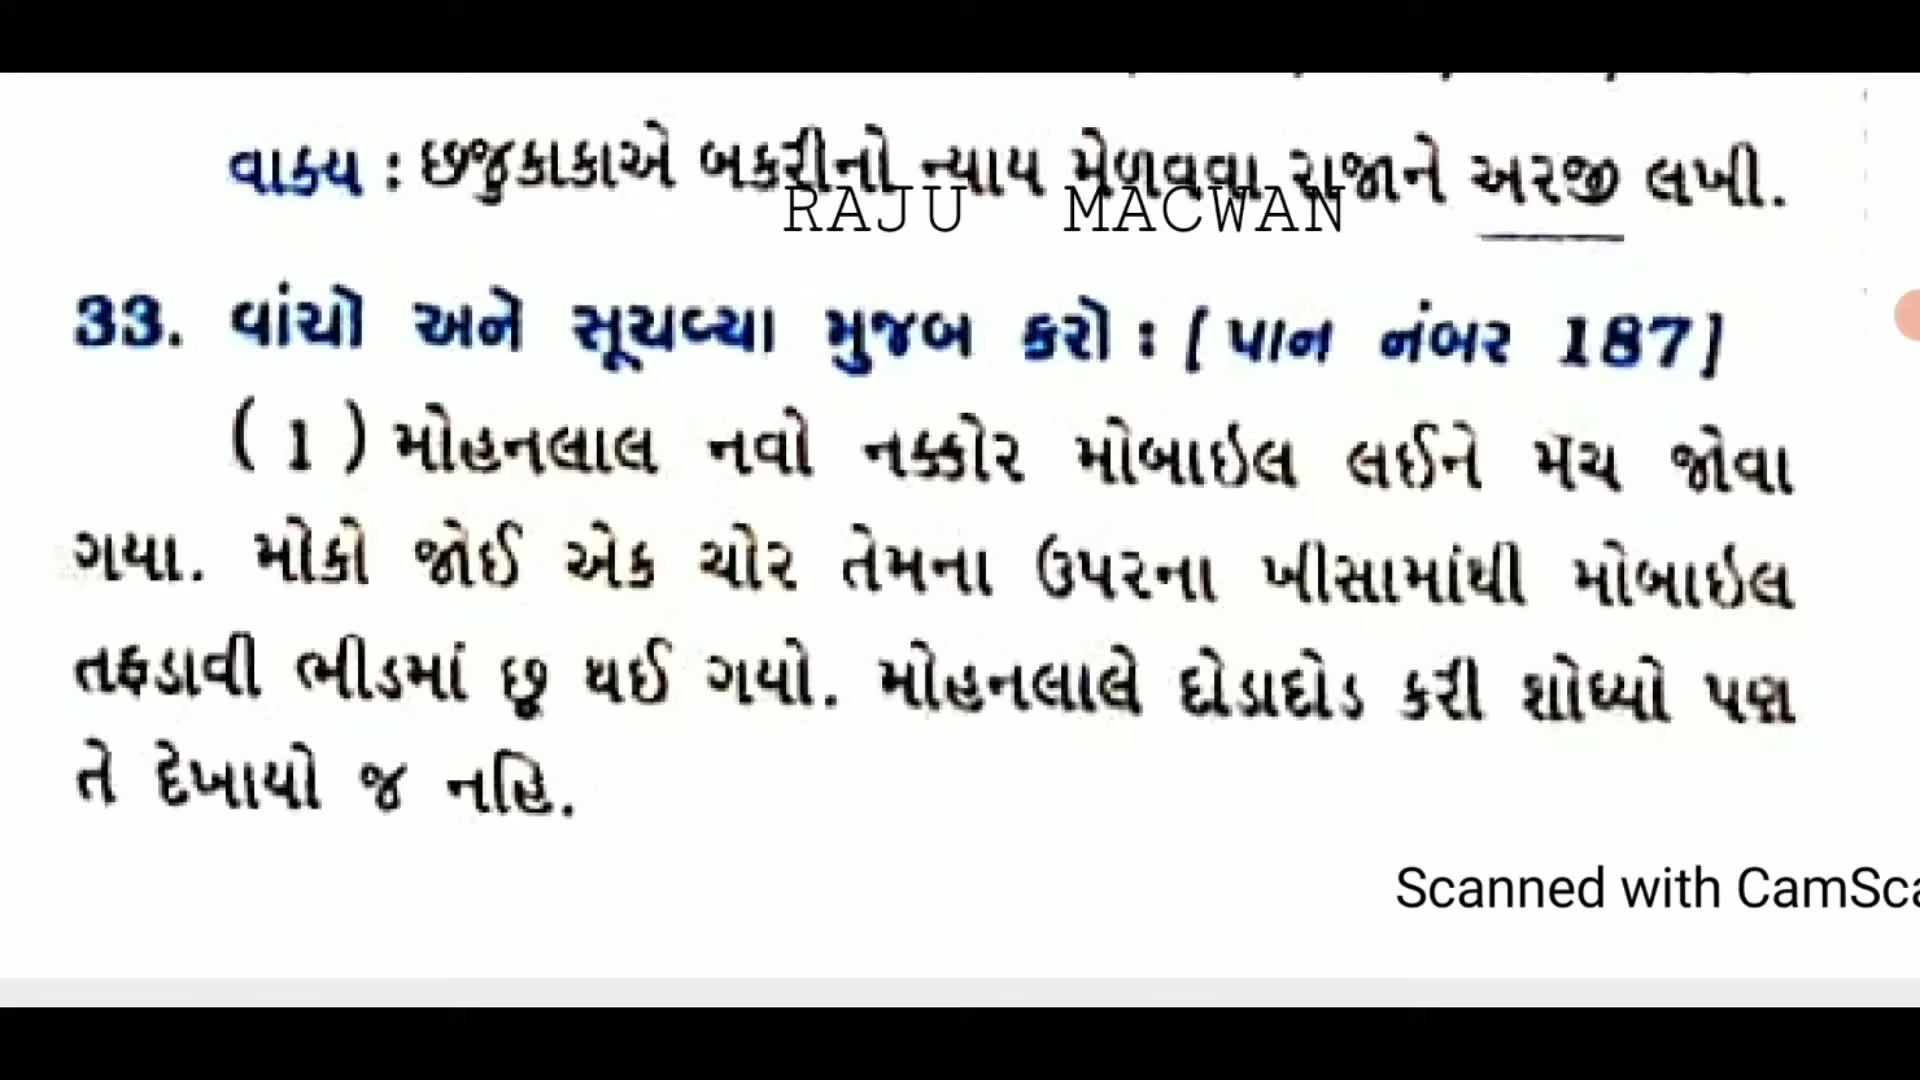 વાક્ય : છજુકાકાએ બકરીનો ન્યાય મેળવવા રાજાને અરજી લખી.
RAJU MACWAN
33. વાંચો અને સૂચવ્યા મુજબ કરો : [ પાન નંબર 187]
( 1 ) મોહનલાલ નવો નક્કોર મોબાઇલ લઈને મૅચ જોવા
ગયા. મોકો જોઈ એક ચોર તેમના ઉપરના ખીસામાંથી મોબાઇલ
તફડાવી ભીડમાં છૂ થઈ ગયો. મોહનલાલે દોડાદોડ કરી શોધ્યો પણ
તે દેખાયો જ નહિ.
Scanned with CamSca